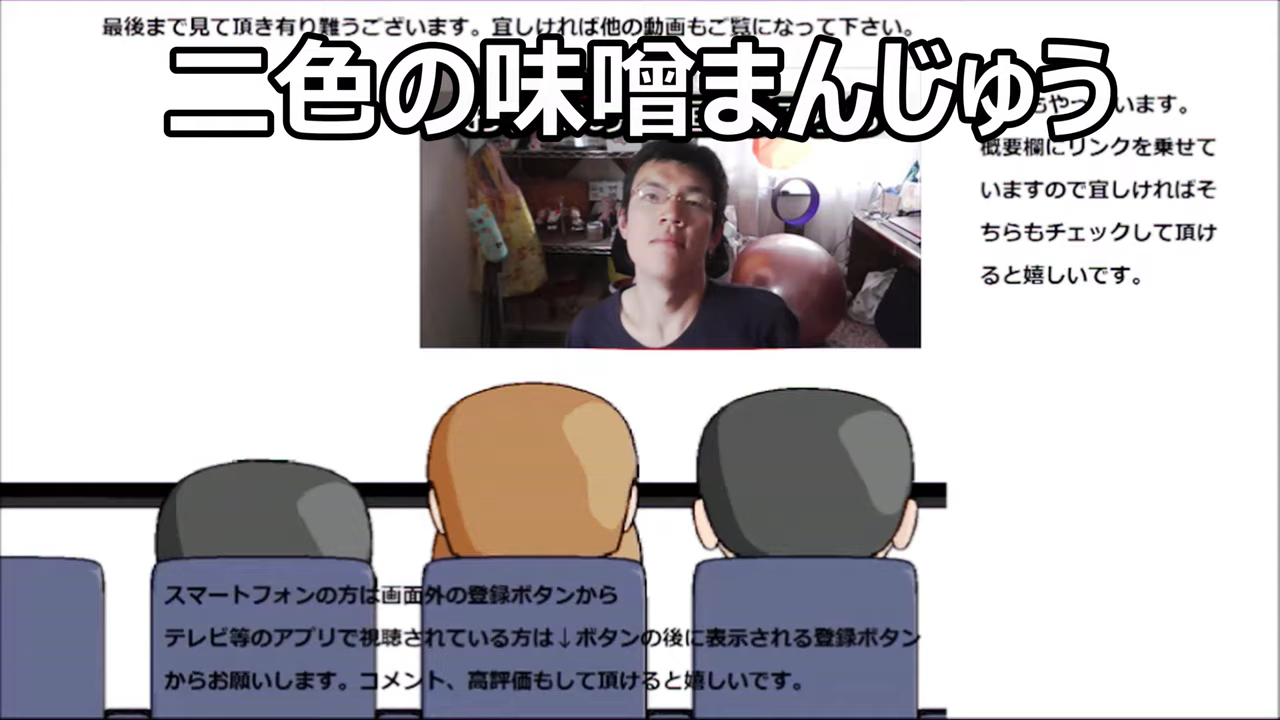 最後まで見て頂き有り難うございます。宜しければ他の動画もご覧になって下さい。
二色の味噌まんじゅう
います。
概要欄にリンクを乗せて
いますので宜しければそ
ちらもチェックして頂け
ると嬉しいです。
スマートフォンの方は画面外の登録ボタンから
テレビ等のアプリで視聴されている方は↓ボタンの後に表示される登録ボタン
からお願いします。コメント、高評価もして頂けると嬉しいです。